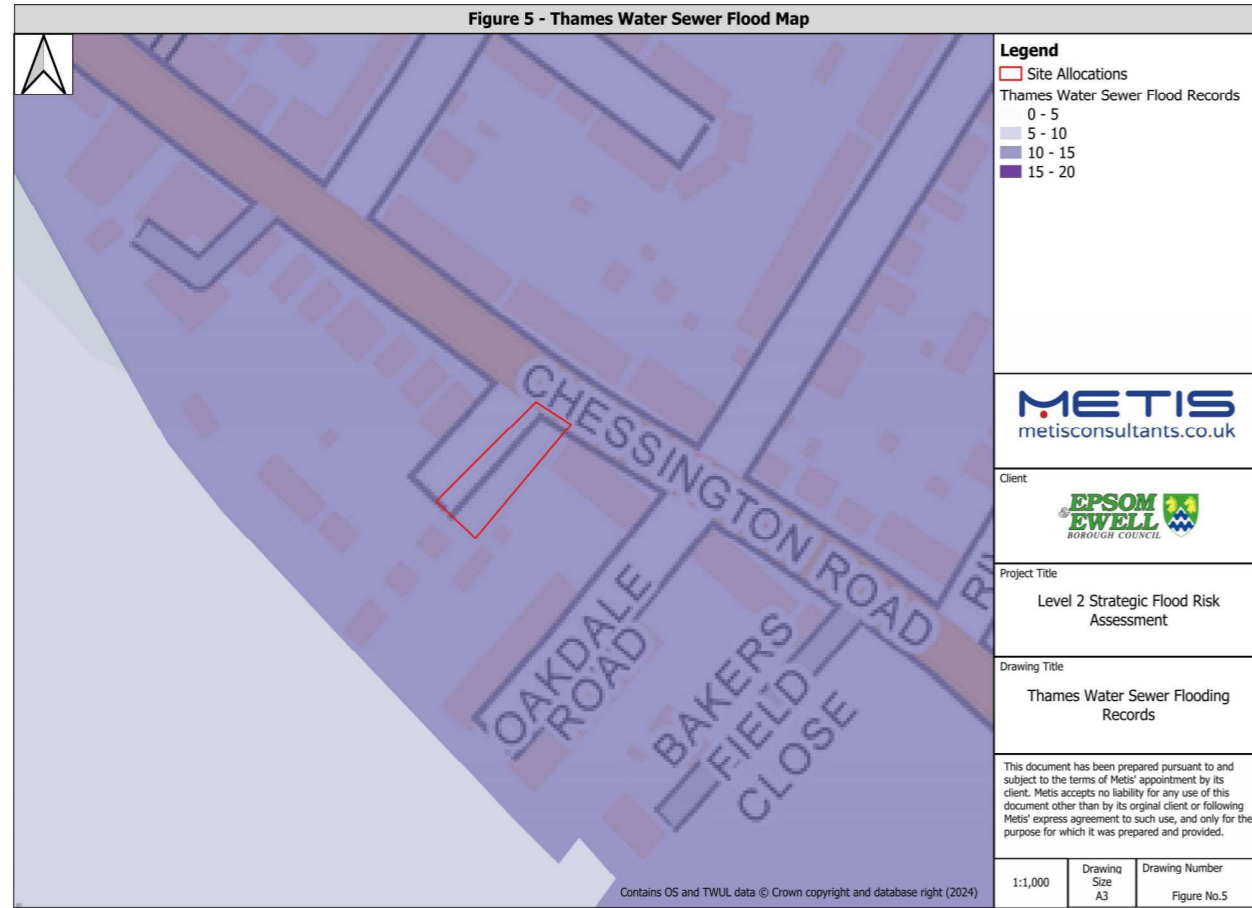 Figure 5 - Thames Water Sewer Flood Map
CHESSINGTON ROAD
OAKDALE
ROAD
BAKERS
FIELD
CLOSE
Contains OS and TWUL data © Crown copyright and database right (2024)
Legend
Site Allocations
Thames Water Sewer Flood Records
0 - 5
5 - 10
10 - 15
15 - 20
METIS
metisconsultants.co.uk
Client
EPSOM
& EWELL
BOROUGH COUNCIL
Project Title
Level 2 Strategic Flood Risk
Assessment
Drawing Title
Thames Water Sewer Flooding
Records
This document has been prepared pursuant to and
subject to the terms of Metis' appointment by its
client. Metis accepts no liability for any use of this
document other than by its orginal client or following
Metis' express agreement to such use, and only for the
purpose for which it was prepared and provided.
1:1,000
Drawing
Size
A3
Drawing Number
Figure No.5